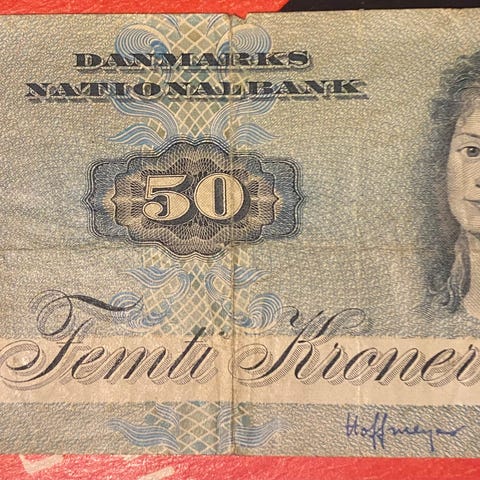 DANMARKS
NATIONALBANK
50
Femti Kroner
Hoffmeyer